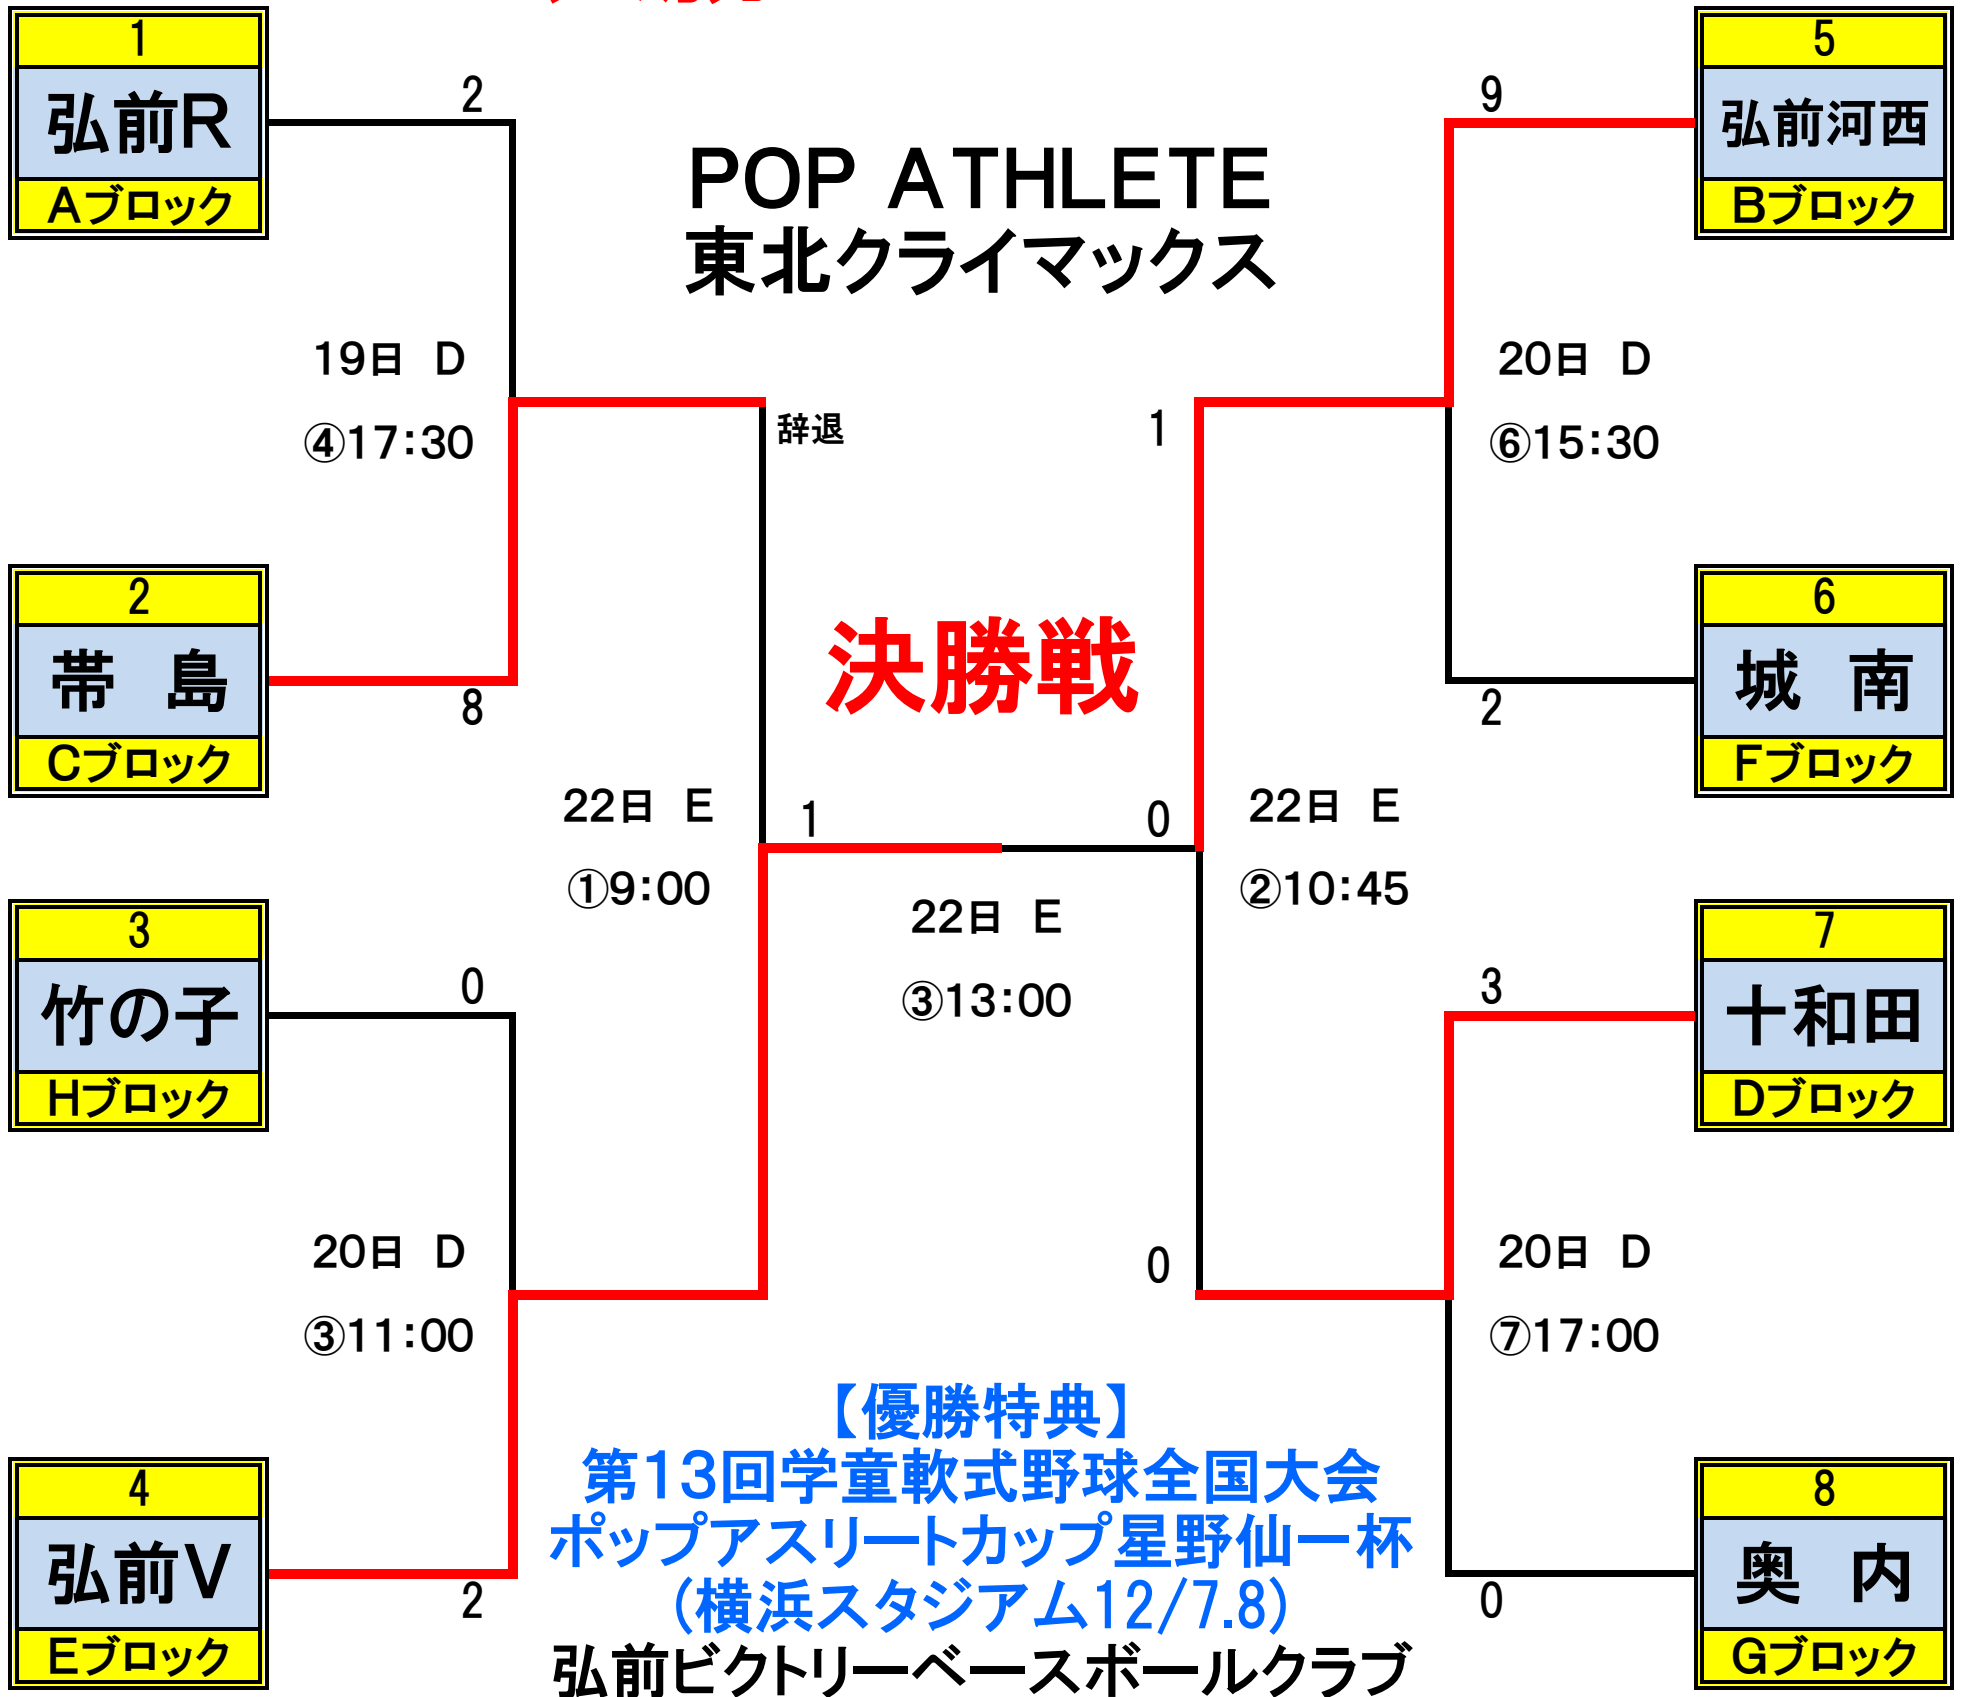 1
弘前R
Aブロック
2
POP ATHLETE
東北クライマックス
9
5
弘前河西
Bブロック
19日 D
④17:30
辞退
1
20日 D
⑥15:30
2
帯 島
Cブロック
8
決勝戦
6
城 南
Fブロック
2
22日 E
①9:00
1
0
22日 E
②10:45
22日 E
③13:00
3
竹の子
Hブロック
0
3
7
十和田
Dブロック
20日 D
③11:00
0
20日 D
⑦17:00
4
弘前V
Eブロック
2
【優勝特典】
第13回学童軟式野球全国大会
ポップアスリートカップ星野仙一杯
(横浜スタジアム12/7.8)
弘前ビクトリーベースボールクラブ
0
8
奥 内
Gブロック